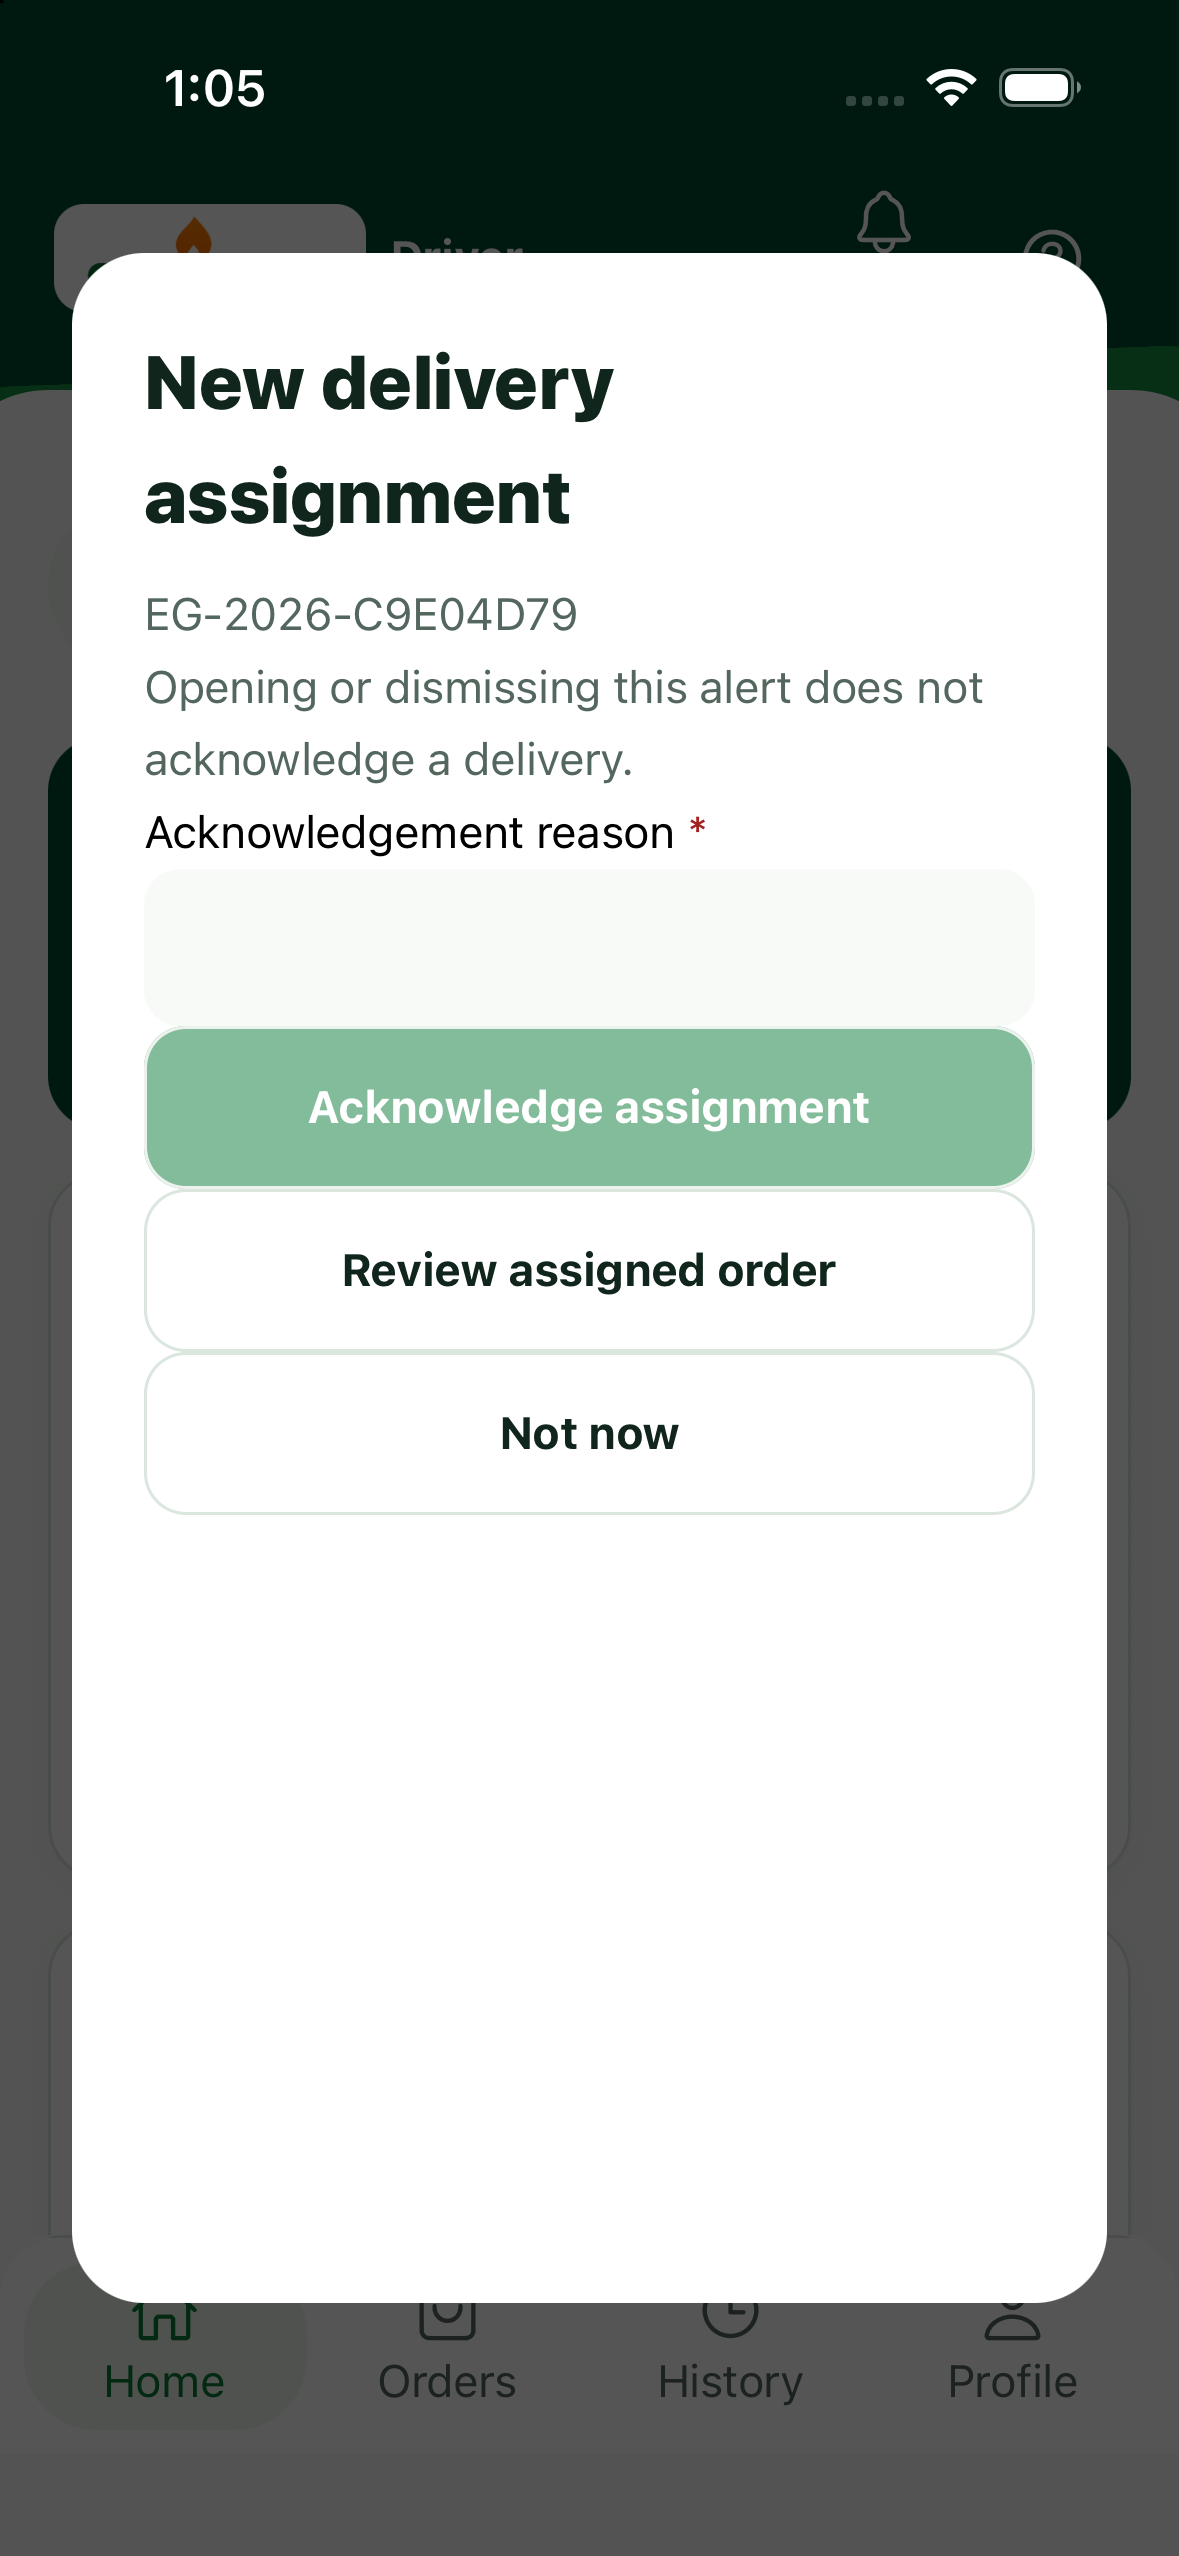 1:05
Driver
New delivery
assignment
EG-2026-C9E04D79
Opening or dismissing this alert does not
acknowledge a delivery.
Acknowledgement reason *
Acknowledge assignment
Review assigned order
Not now
Home
Orders
History
Profile